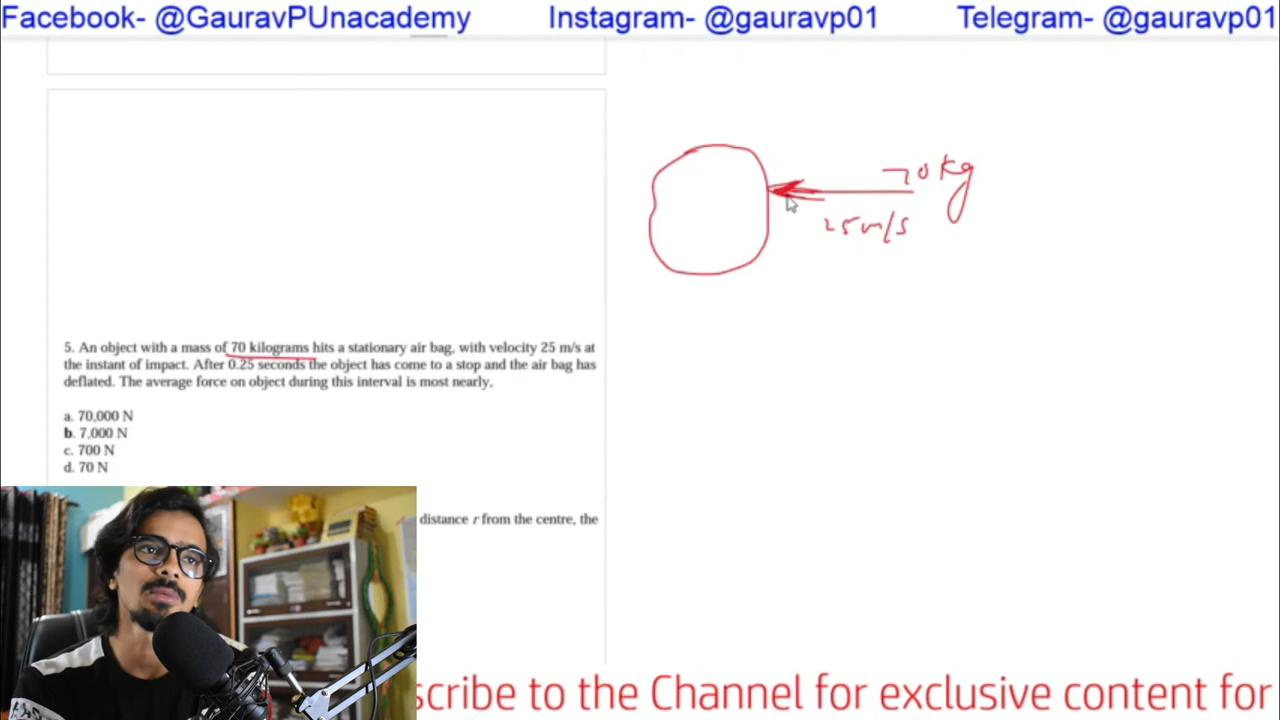 Facebook- @GauravPUnacademy Instagram- @gauravp01 Telegram- @gauravp01
70 kg
25 m/s
5. An object with a mass of 70 kilograms hits a stationary air bag, with velocity 25 m/s at
the instant of impact. After 0.25 seconds the object has come to a stop and the air bag has
deflated. The average force on object during this interval is most nearly,
a. 70,000 N
b. 7,000 N
c. 700 N
d. 70 N
distance r from the centre, the
scribe to the Channel for exclusive content for